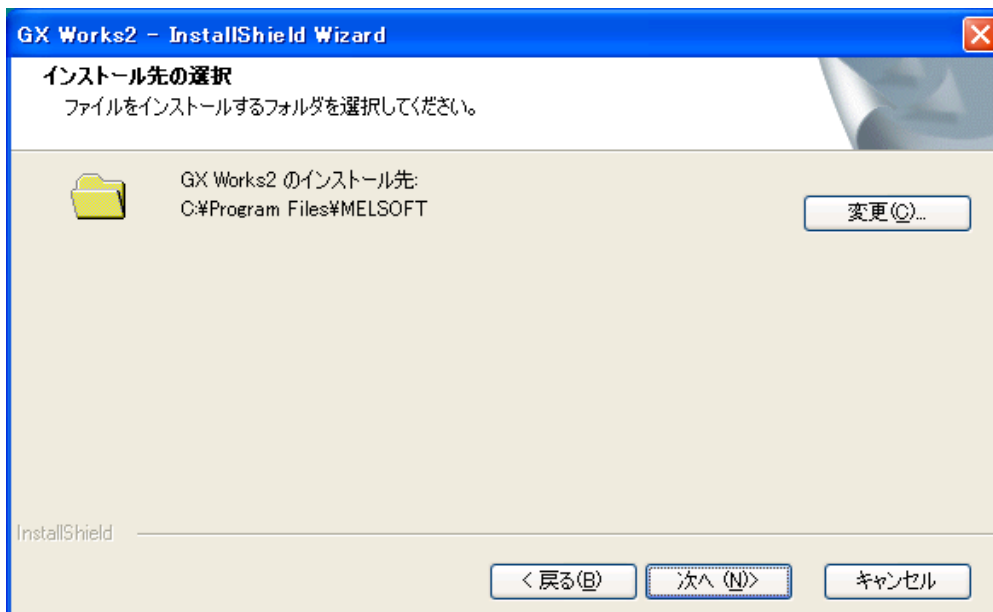 GX Works2 - InstallShield Wizard
インストール先の選択
ファイルをインストールするフォルダを選択してください。
GX Works2 のインストール先:
C:¥Program Files¥MELSOFT
変更(C)...
InstallShield
< 戻る(B)
次へ (N)>
キャンセル